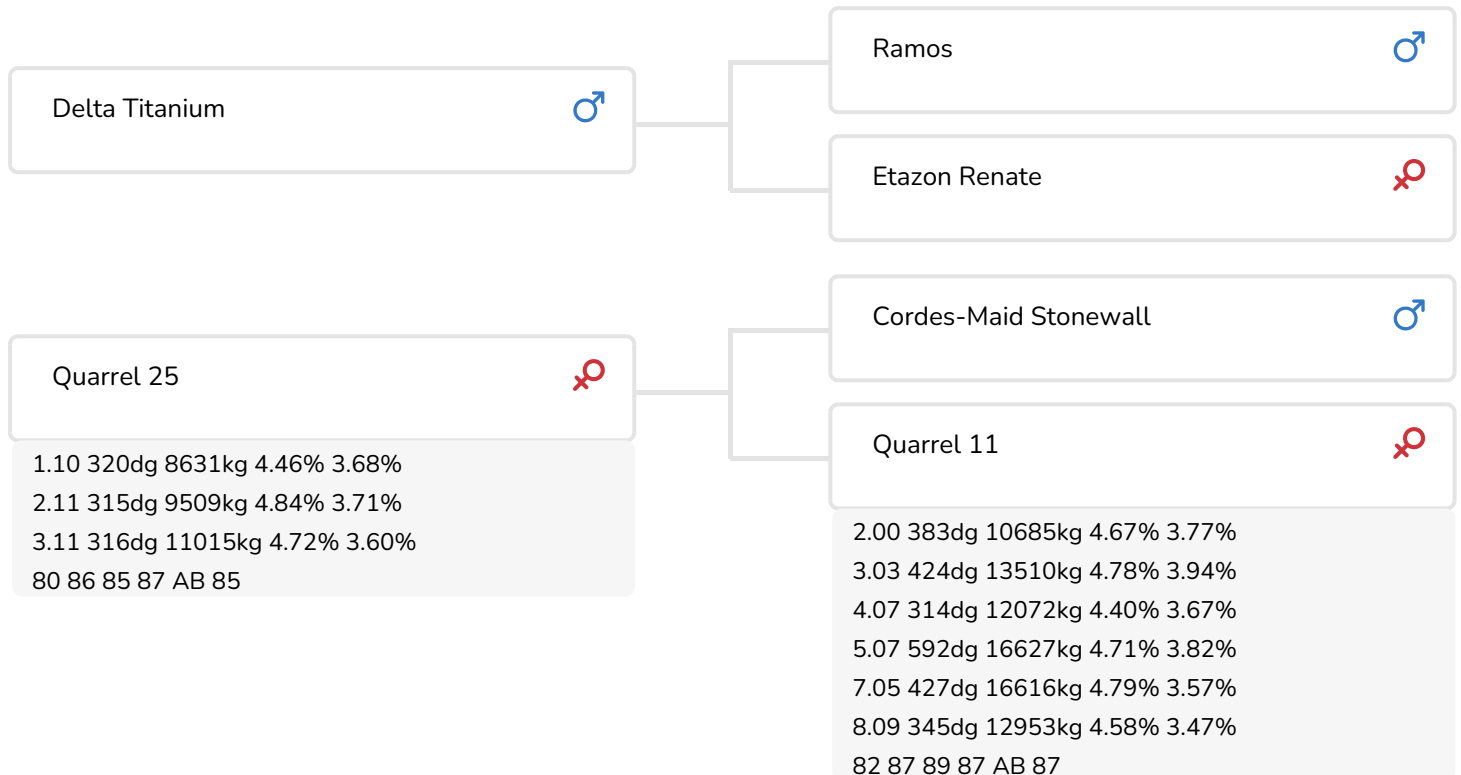 Delta Titanium
Ramos
Etazon Renate
Quarrel 25
1.10 320dg 8631kg 4.46% 3.68%
2.11 315dg 9509kg 4.84% 3.71%
3.11 316dg 11015kg 4.72% 3.60%
80 86 85 87 AB 85
Cordes-Maid Stonewall
Quarrel 11
2.00 383dg 10685kg 4.67% 3.77%
3.03 424dg 13510kg 4.78% 3.94%
4.07 314dg 12072kg 4.40% 3.67%
5.07 592dg 16627kg 4.71% 3.82%
7.05 427dg 16616kg 4.79% 3.57%
8.09 345dg 12953kg 4.58% 3.47%
82 87 89 87 AB 87